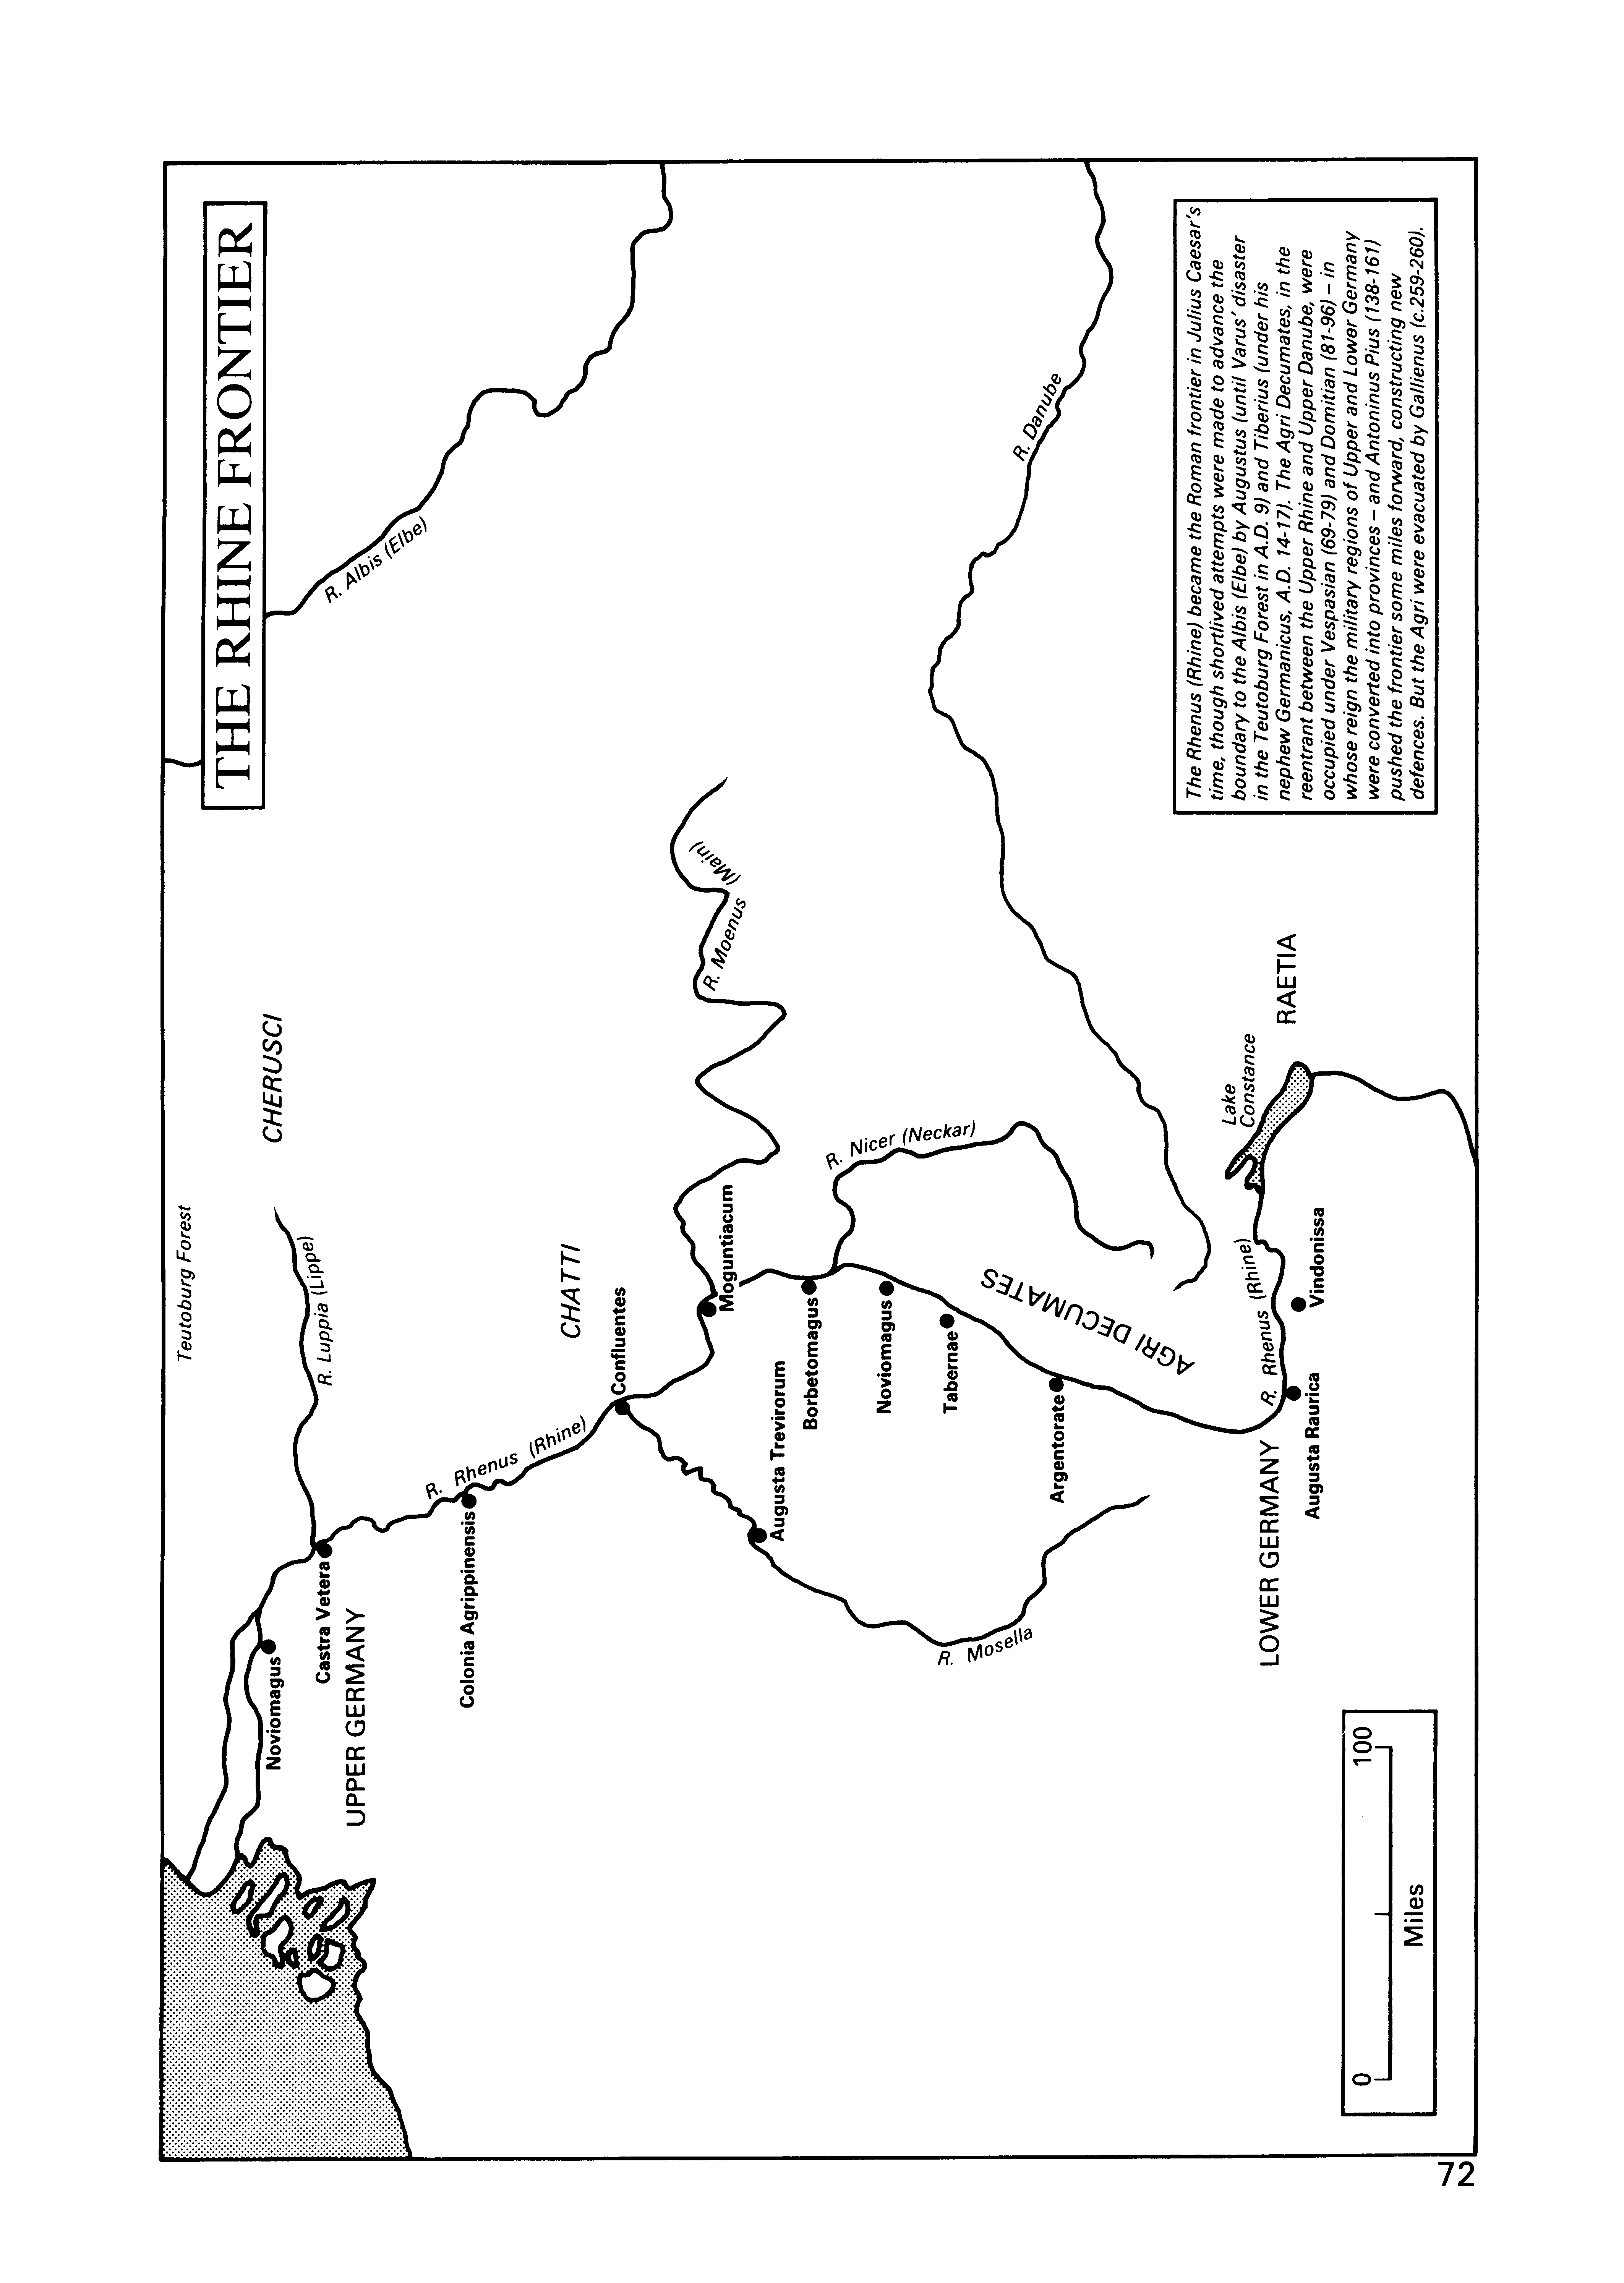 THE RHINE FRONTIER
Teutoburg Forest
CHERUSCI
R. Albis (Elbe)
R. Luppia (Lippe)
Noviomagus
Castra Vetera
UPPER GERMANY
Colonia Agrippinensis
R. Rhenus (Rhine)
CHATTI
Confluentes
Moguntiacum
R. Moenus (Main)
Augusta Trevirorum
Borbetomagus
R. Nicer (Neckar)
Noviomagus
Tabernae
R. Danube
AGRI DECUMATES
R. Mosella
Argentorate
Lake
Constance
RAETIA
R. Rhenus (Rhine)
LOWER GERMANY
Vindonissa
Augusta Raurica
The Rhenus (Rhine) became the Roman frontier in Julius Caesar's
time, though shortlived attempts were made to advance the
boundary to the Albis (Elbe) by Augustus (until Varus' disaster
in the Teutoburg Forest in A.D. 9) and Tiberius (under his
nephew Germanicus, A.D. 14-17). The Agri Decumates, in the
reentrant between the Upper Rhine and Upper Danube, were
occupied under Vespasian (69-79) and Domitian (81-96) – in
whose reign the military regions of Upper and Lower Germany
were converted into provinces – and Antoninus Pius (138-161)
pushed the frontier some miles forward, constructing new
defences. But the Agri were evacuated by Gallienus (c.259-260).
0 100
Miles
72